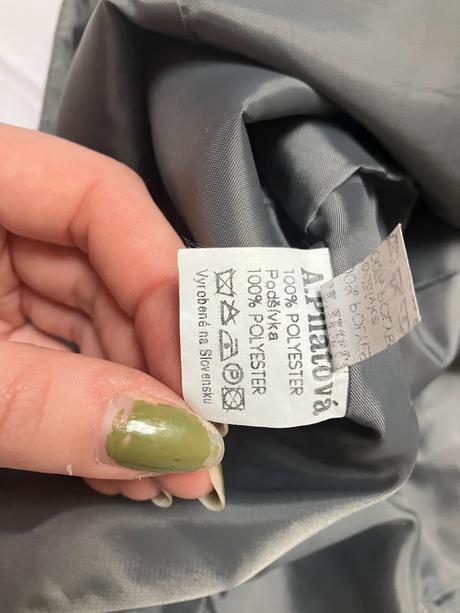 A.Pilátová
100% POLYESTER
Podšívka
100% POLYESTER
Vyrobené na Slovensku